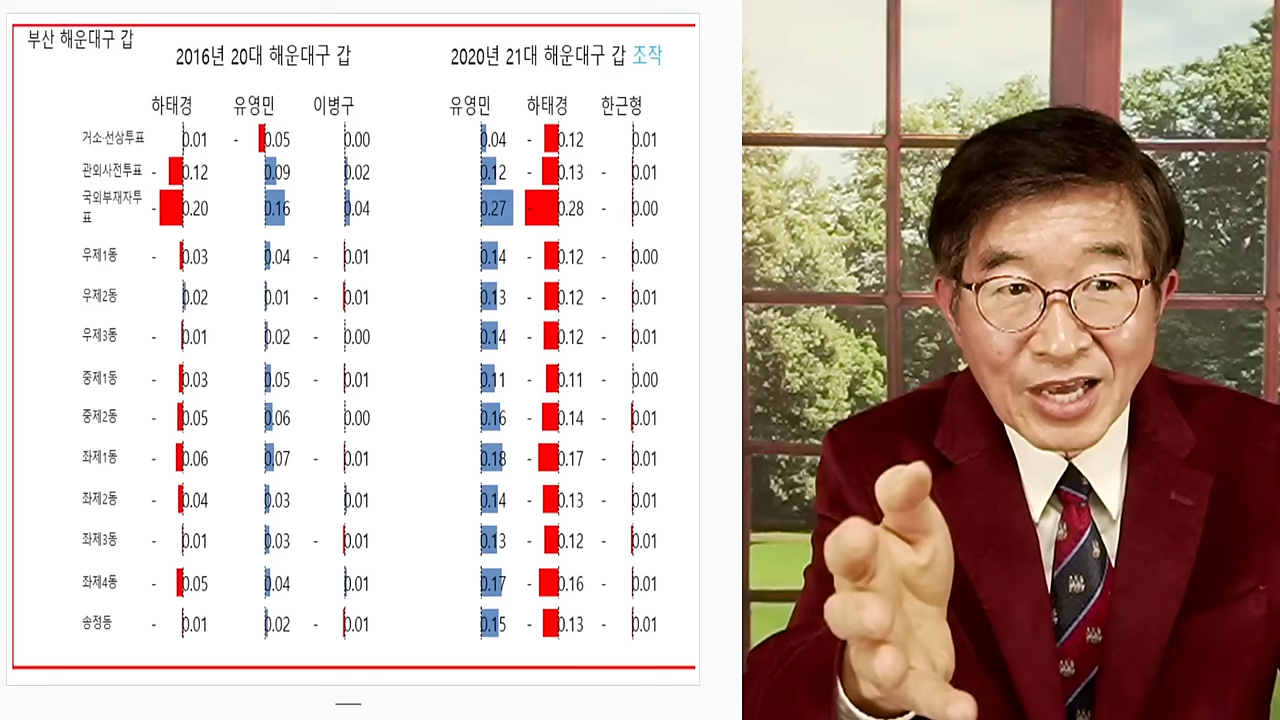 부산 해운대구 갑
2016년 20대 해운대구 갑 2020년 21대 해운대구 갑 조작
하태경 유영민 이병구 유영민 하태경 한근형
거소·선상투표 0.01 - 0.05 0.00 0.04 - 0.12 0.01
관외사전투표 - 0.12 0.09 0.02 0.12 - 0.13 - 0.01
국외부재자투
표 - 0.20 0.16 0.04 0.27 - 0.28 - 0.00
우제1동 - 0.03 0.04 - 0.01 0.14 - 0.12 - 0.00
우제2동 0.02 0.01 - 0.01 0.13 - 0.12 - 0.01
우제3동 - 0.01 0.02 - 0.00 0.14 - 0.12 - 0.01
중제1동 - 0.03 0.05 - 0.01 0.11 - 0.11 - 0.00
중제2동 - 0.05 0.06 0.00 0.16 - 0.14 - 0.01
좌제1동 - 0.06 0.07 - 0.01 0.18 - 0.17 - 0.01
좌제2동 - 0.04 0.03 0.01 0.14 - 0.13 - 0.01
좌제3동 - 0.01 0.03 - 0.01 0.13 - 0.12 - 0.01
좌제4동 - 0.05 0.04 0.01 0.17 - 0.16 - 0.01
송정동 - 0.01 0.02 - 0.01 0.15 - 0.13 - 0.01